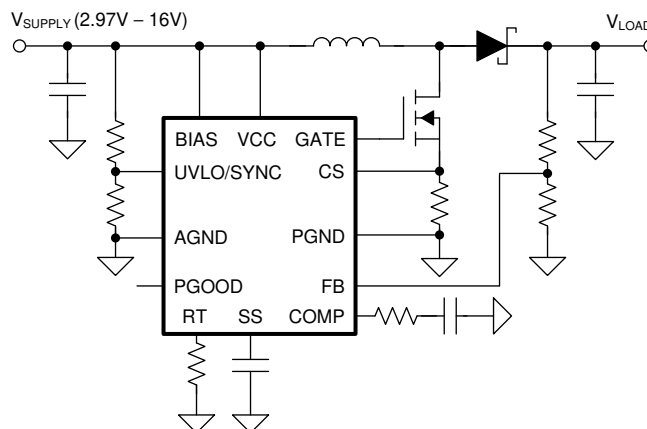 VSUPPLY (2.97V – 16V)
VLOAD
BIAS VCC GATE
UVLO/SYNC CS
AGND PGND
PGOOD FB
RT SS COMP